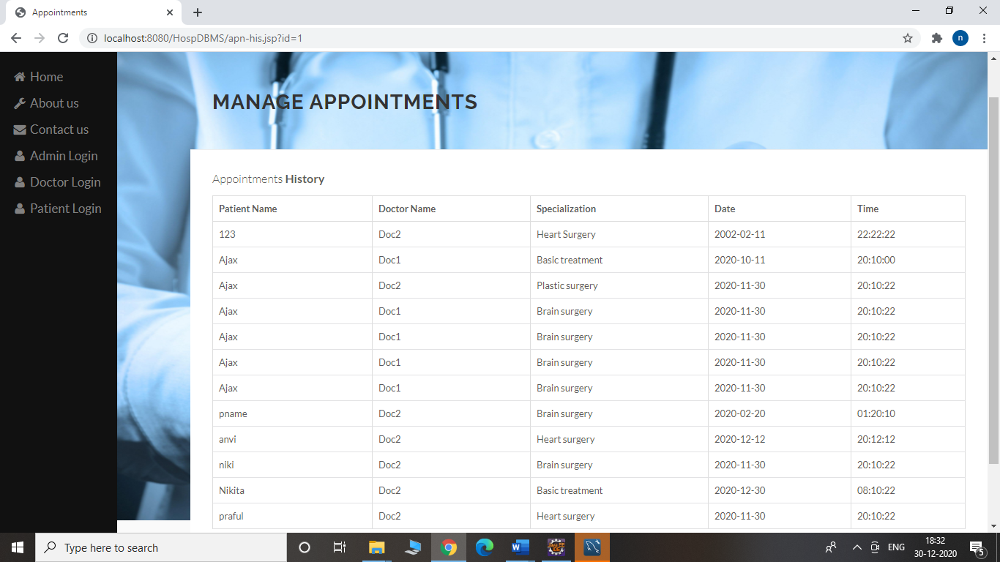 Appointments
localhost:8080/HospDBMS/apn-his.jsp?id=1
n
Home
About us
Contact us
Admin Login
Doctor Login
Patient Login
MANAGE APPOINTMENTS
Appointments History
Patient Name Doctor Name Specialization Date Time
123 Doc2 Heart Surgery 2002-02-11 22:22:22
Ajax Doc1 Basic treatment 2020-10-11 20:10:00
Ajax Doc2 Plastic surgery 2020-11-30 20:10:22
Ajax Doc1 Brain surgery 2020-11-30 20:10:22
Ajax Doc1 Brain surgery 2020-11-30 20:10:22
Ajax Doc1 Brain surgery 2020-11-30 20:10:22
Ajax Doc1 Brain surgery 2020-11-30 20:10:22
pname Doc2 Brain surgery 2020-02-20 01:20:10
anvi Doc2 Heart surgery 2020-12-12 20:12:12
niki Doc2 Brain surgery 2020-11-30 20:10:22
Nikita Doc2 Basic treatment 2020-12-30 08:10:22
praful Doc2 Heart surgery 2020-11-30 20:10:22
Type here to search
W
Java EE
IDE
ENG
18:32
30-12-2020
5